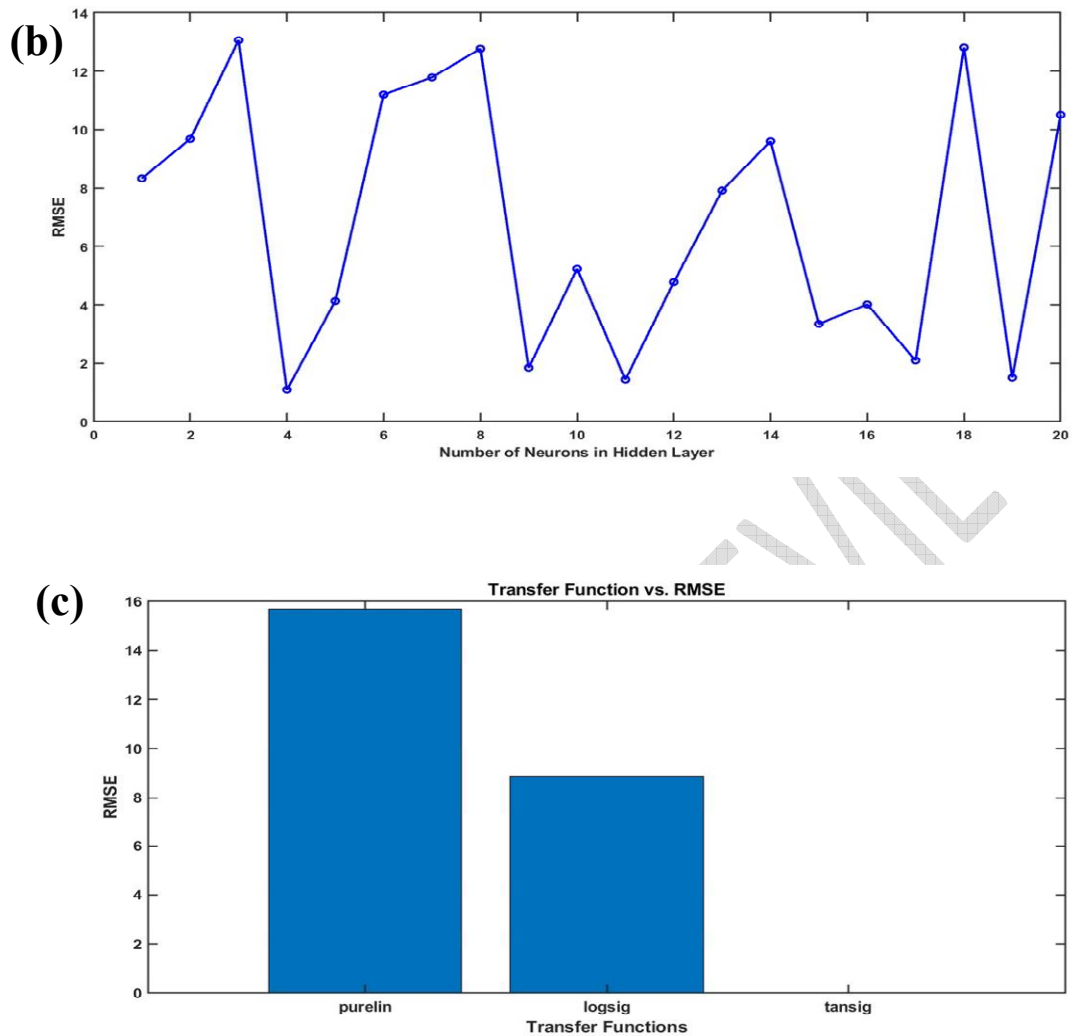 (b)
14
12
10
8
6
4
2
0
RMSE
0 2 4 6 8 10 12 14 16 18 20
Number of Neurons in Hidden Layer
(c)
Transfer Function vs. RMSE
16
14
12
10
8
6
4
2
0
RMSE
purelin logsig tansig
Transfer Functions